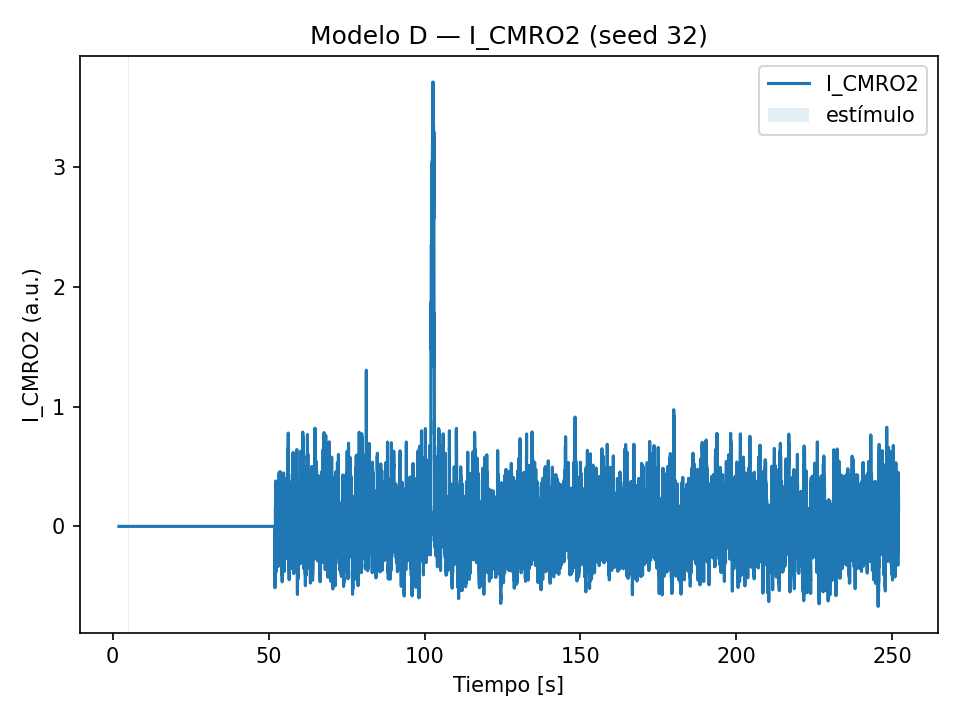 Modelo D — I_CMRO2 (seed 32)
I_CMRO2
estímulo
I_CMRO2 (a.u.)
3
2
1
0
0 50 100 150 200 250
Tiempo [s]